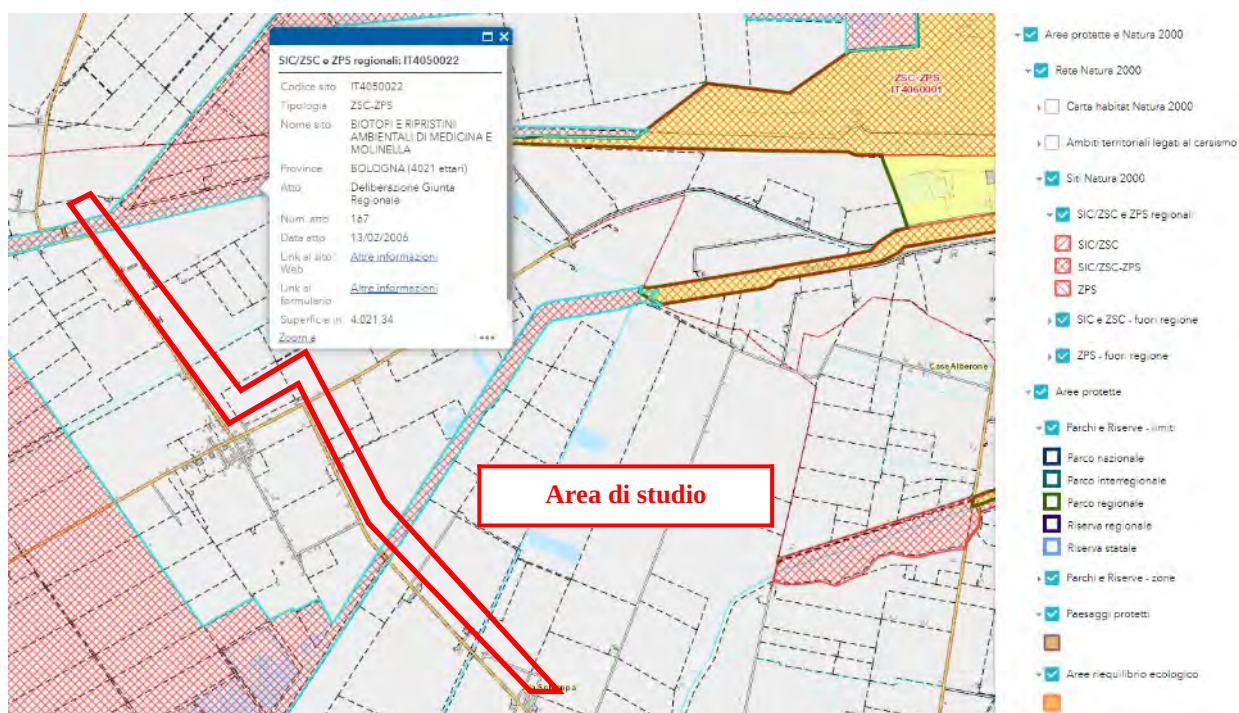 SIC/ZSC e ZPS regionali: IT4050022
Codice sito IT4050022
Tipologia ZSC-ZPS
Nome sito BIOTOPI E RIPRISTINI
AMBIENTALI DI MEDICINA E
MOLINELLA
Province BOLOGNA (4021 ettari)
Atto Deliberazione Giunta
Regionale
Num. atto 167
Data atto 13/02/2006
Link al sito Altre informazioni
Web
Link al Altre informazioni
formulario
Superficie in 4.021,34
Zoom a
ZSC-ZPS
IT4060001
Case Alberone
Area di studio
Aree protette e Natura 2000
Rete Natura 2000
Carta habitat Natura 2000
Ambiti territoriali legati al carsismo
Siti Natura 2000
SIC/ZSC e ZPS regionali
SIC/ZSC
SIC/ZSC-ZPS
ZPS
SIC e ZSC - fuori regione
ZPS - fuori regione
Aree protette
Parchi e Riserve - limiti
Parco nazionale
Parco interregionale
Parco regionale
Riserva regionale
Riserva statale
Parchi e Riserve - zone
Paesaggi protetti
Aree riequilibrio ecologico